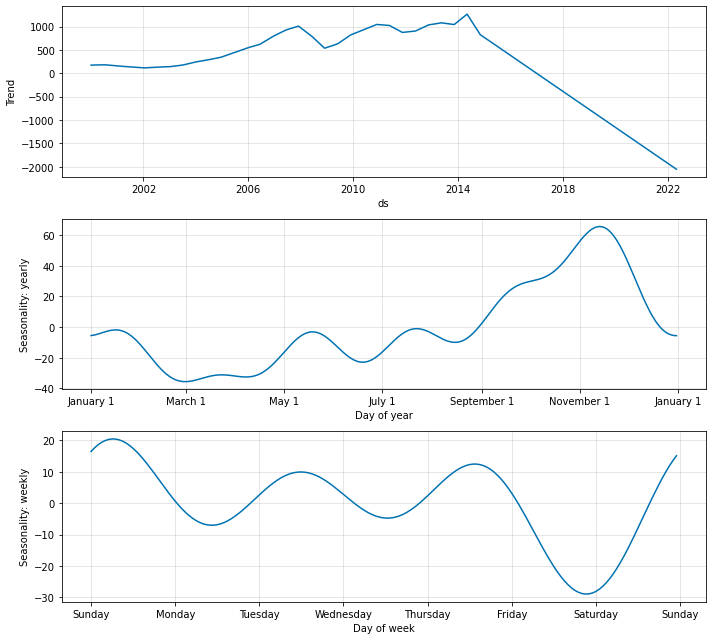 Trend
1000
500
0
−500
−1000
−1500
−2000
2002 2006 2010 2014 2018 2022
ds
Seasonality: yearly
60
40
20
0
−20
−40
January 1 March 1 May 1 July 1 September 1 November 1 January 1
Day of year
Seasonality: weekly
20
10
0
−10
−20
−30
Sunday Monday Tuesday Wednesday Thursday Friday Saturday Sunday
Day of week